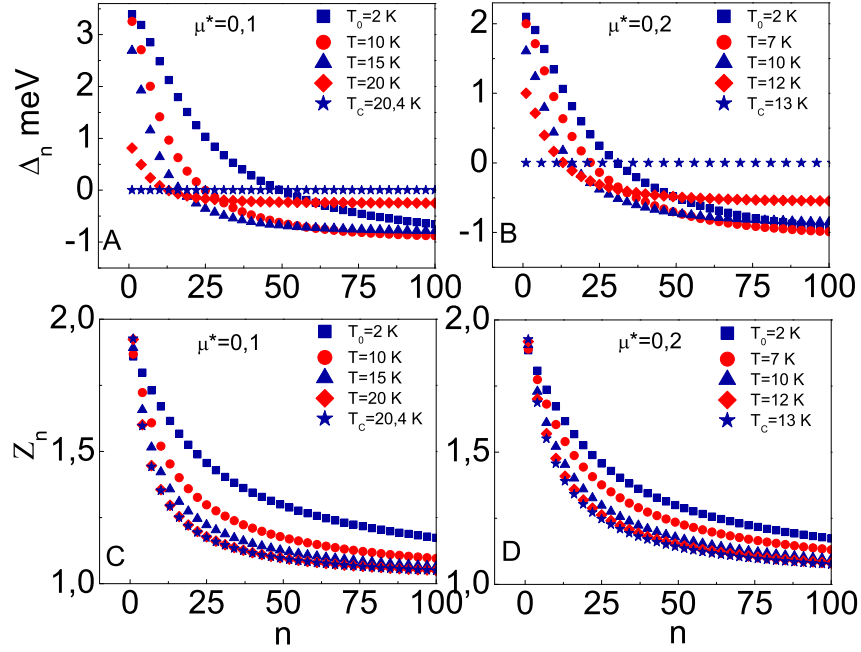 μ*=0,1
T0=2 K
T=10 K
T=15 K
T=20 K
TC=20,4 K
Δn meV
3
2
1
0
-1
A
0 25 50 75 100
μ*=0,2
T0=2 K
T=7 K
T=10 K
T=12 K
TC=13 K
2
1
0
-1
B
0 25 50 75 100
μ*=0,1
T0=2 K
T=10 K
T=15 K
T=20 K
TC=20,4 K
Zn
2,0
1,5
1,0
C
0 25 50 75 100
n
μ*=0,2
T0=2 K
T=7 K
T=10 K
T=12 K
TC=13 K
2,0
1,5
1,0
D
0 25 50 75 100
n